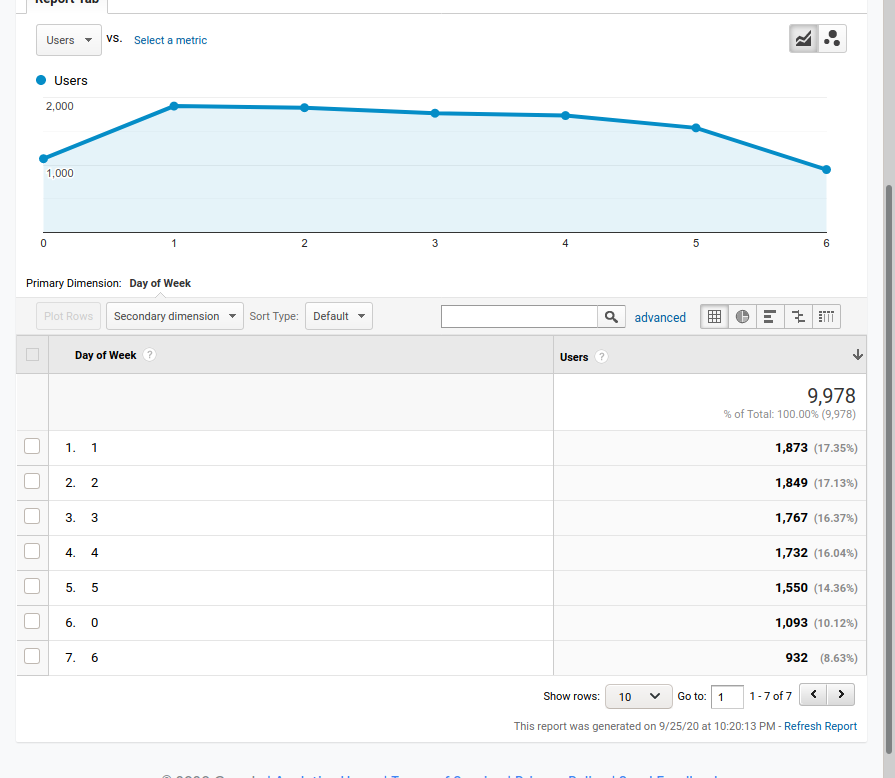 Report Tab
Users vs. Select a metric
Users
2,000
1,000
0 1 2 3 4 5 6
Primary Dimension: Day of Week
Plot Rows Secondary dimension Sort Type: Default advanced
Day of Week ? Users ?
9,978
% of Total: 100.00% (9,978)
1. 1 1,873 (17.35%)
2. 2 1,849 (17.13%)
3. 3 1,767 (16.37%)
4. 4 1,732 (16.04%)
5. 5 1,550 (14.36%)
6. 0 1,093 (10.12%)
7. 6 932 (8.63%)
Show rows: 10 Go to: 1 1 - 7 of 7
This report was generated on 9/25/20 at 10:20:13 PM - Refresh Report